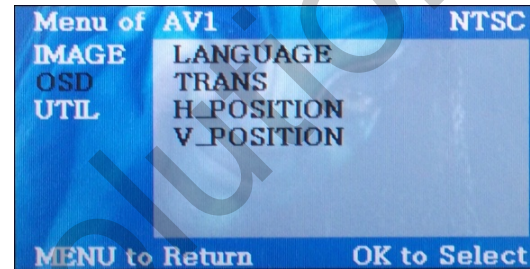 Menu of AV1 NTSC
IMAGE LANGUAGE
OSD TRANS
UTIL H_POSITION
V_POSITION
MENU to Return OK to Select